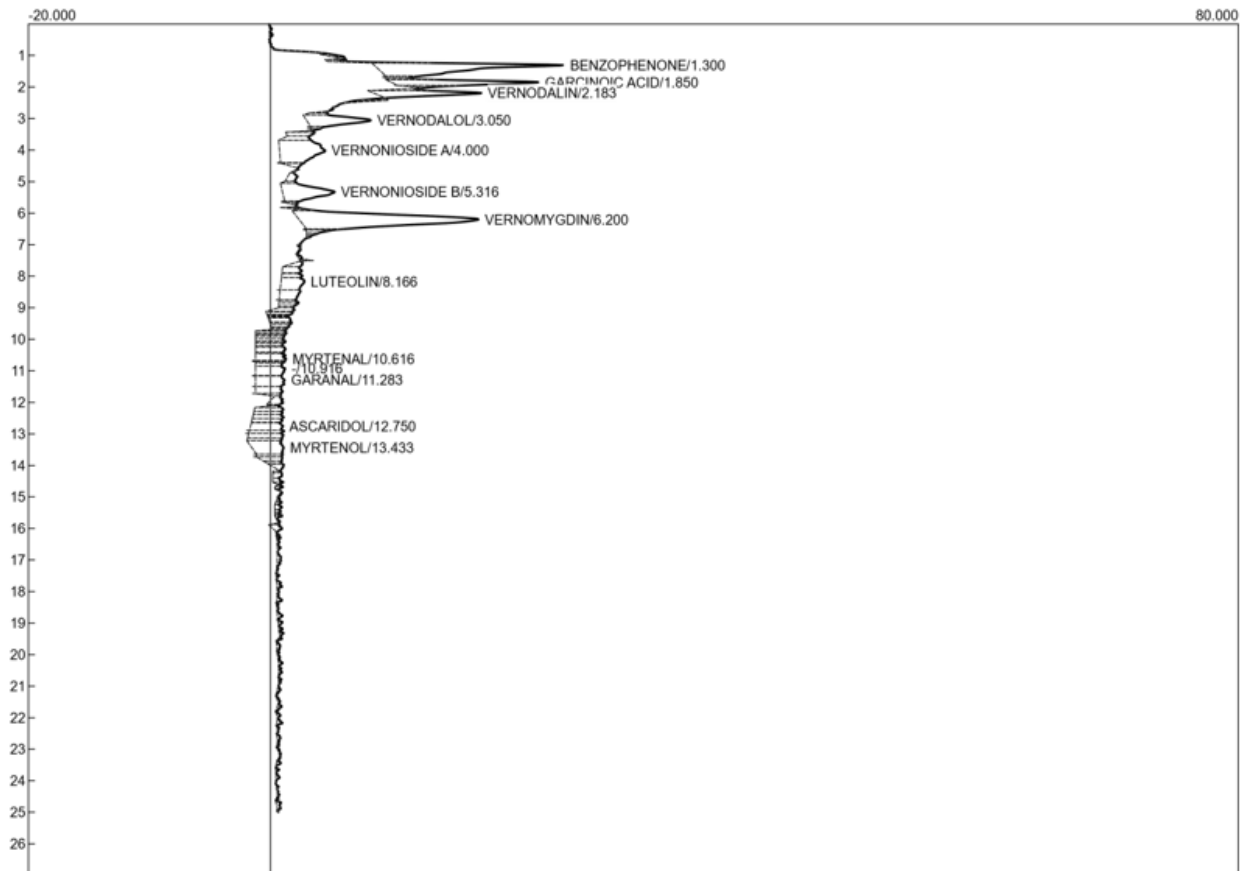 -20.000 80.000
1
BENZOPHENONE/1.300
GARCINOIC ACID/1.850
2
VERNODALIN/2.183
3
VERNODALOL/3.050
4
VERNONIOSIDE A/4.000
5
VERNONIOSIDE B/5.316
6
VERNOMYGDIN/6.200
7
8
LUTEOLIN/8.166
9
10
MYRTENAL/10.616
-/10.916
11
GARANAL/11.283
12
ASCARIDOL/12.750
13
MYRTENOL/13.433
14
15
16
17
18
19
20
21
22
23
24
25
26